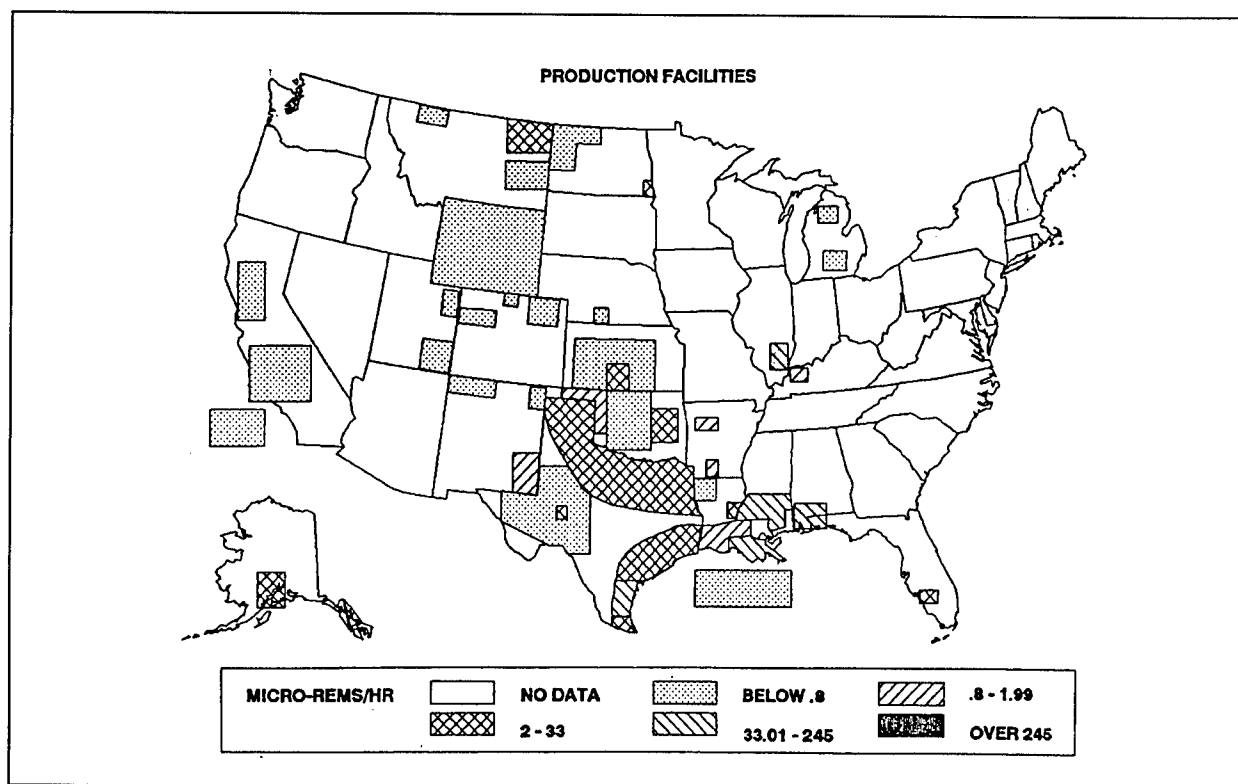 PRODUCTION FACILITIES
MICRO-REMS/HR NO DATA BELOW .8 .8 - 1.99
2 - 33 33.01 - 245 OVER 245